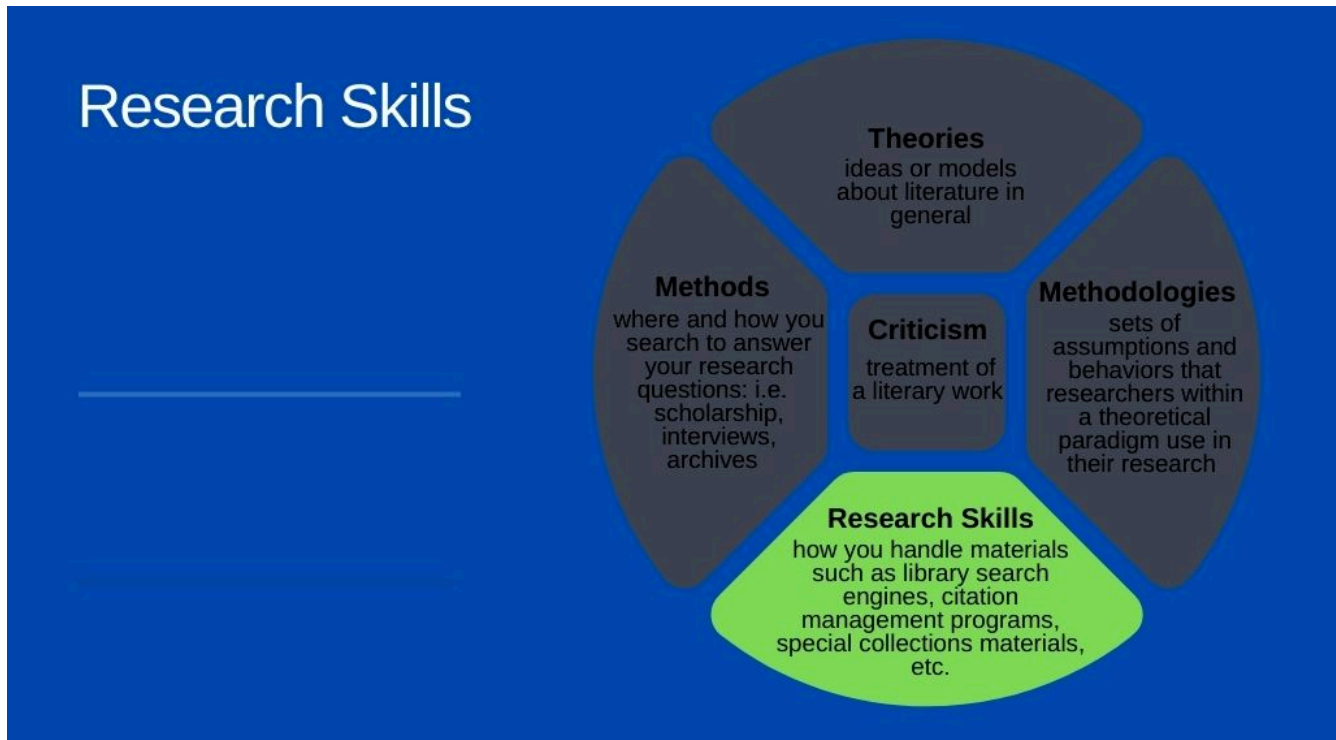 Research Skills
Theories
ideas or models
about literature in
general
Methods
where and how you
search to answer
your research
questions: i.e.
scholarship,
interviews,
archives
Criticism
treatment of
a literary work
Methodologies
sets of
assumptions and
behaviors that
researchers within
a theoretical
paradigm use in
their research
Research Skills
how you handle materials
such as library search
engines, citation
management programs,
special collections materials,
etc.